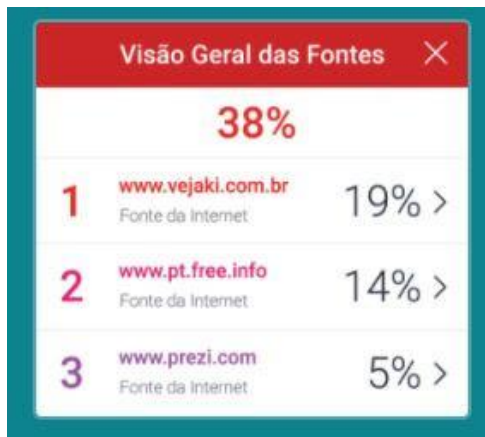 Visão Geral das Fontes ×
38%
1 www.vejaki.com.br 19% >
Fonte da Internet
2 www.pt.free.info 14% >
Fonte da Internet
3 www.prezi.com 5% >
Fonte da Internet